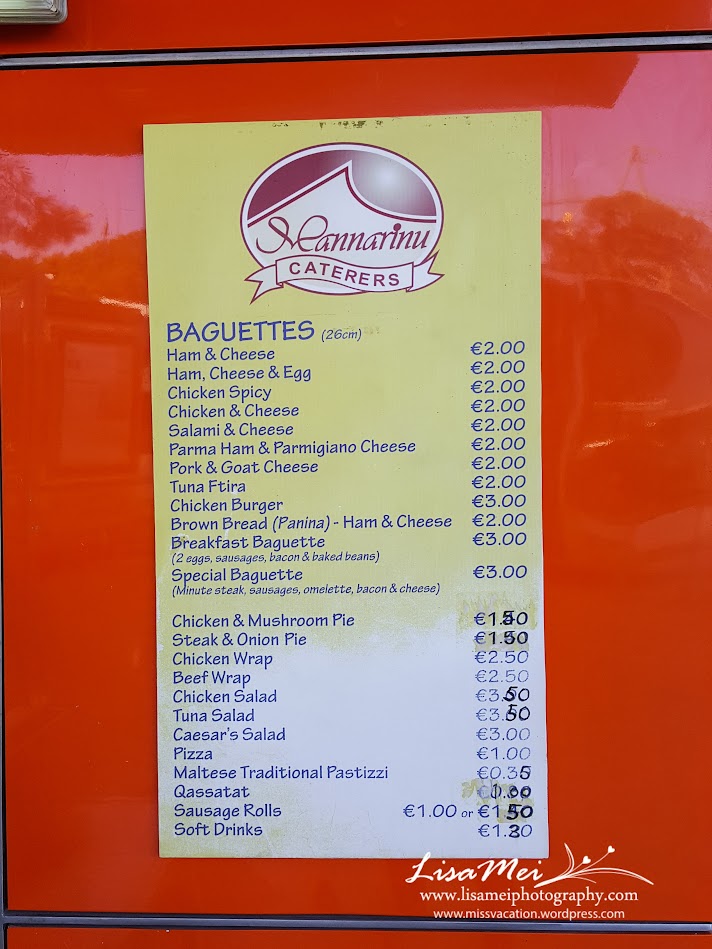 Mannarinu
CATERERS
BAGUETTES (26cm)
Ham & Cheese €2.00
Ham, Cheese & Egg €2.00
Chicken Spicy €2.00
Chicken & Cheese €2.00
Salami & Cheese €2.00
Parma Ham & Parmigiano Cheese €2.00
Pork & Goat Cheese €2.00
Tuna Ftira €2.00
Chicken Burger €3.00
Brown Bread (Panina) - Ham & Cheese €2.00
Breakfast Baguette €3.00
(2 eggs, sausages, bacon & baked beans)
Special Baguette €3.00
(Minute steak, sausages, omelette, bacon & cheese)
Chicken & Mushroom Pie €1.50
Steak & Onion Pie €1.50
Chicken Wrap €2.50
Beef Wrap €2.50
Chicken Salad €3.50
Tuna Salad €3.50
Caesar's Salad €3.00
Pizza €1.00
Maltese Traditional Pastizzi €0.35
Qassatat
Sausage Rolls €1.00 or €1.50
Soft Drinks
LisaMei
www.lisameiphotography.com
www.missvacation.wordpress.com